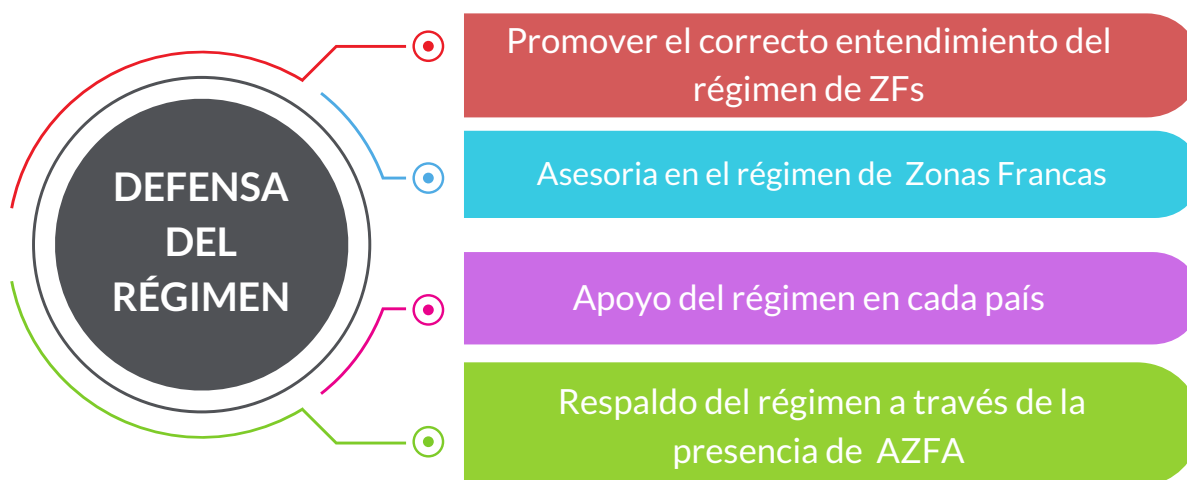 DEFENSA
DEL
RÉGIMEN
Promover el correcto entendimiento del
régimen de ZFs
Asesoria en el régimen de Zonas Francas
Apoyo del régimen en cada país
Respaldo del régimen a través de la
presencia de AZFA